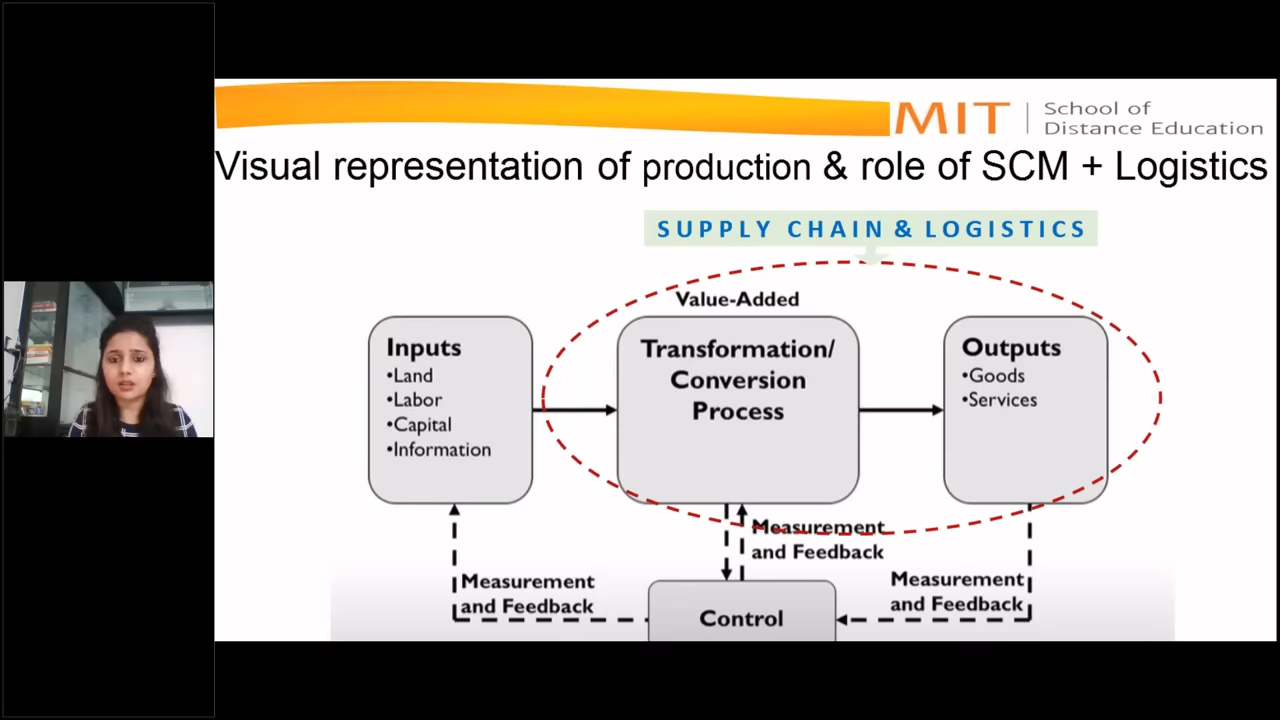 MIT
School of
Distance Education
Visual representation of production & role of SCM + Logistics
SUPPLY CHAIN & LOGISTICS
Value-Added
Inputs
•Land
•Labor
•Capital
•Information
Transformation/
Conversion
Process
Outputs
•Goods
•Services
Measurement
and Feedback
Measurement
and Feedback
Measurement
and Feedback
Control